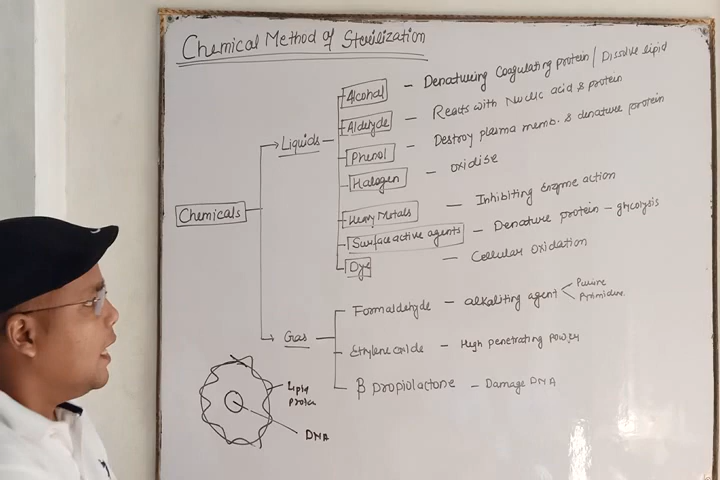 Chemical Method of Sterilization
Alcohal — Denatureing Coagulating protein / Dissolve lipid
Aldehyde — Reacts with Nuclic acid & protein
Liquids
Phenol — Destroy plasma memb. & denature protein
Halogen — oxidise
Chemicals
Heavy Metals — Inhibiting Enzyme action
Surface active agents — Denature protein — glycolysis
Dye — Cellular Oxidation
Formaldehyde — alkaliting agent
Purine
Primidine
Gas
Ethylene oxide — High penetrating power
β propiolactone — Damage DNA
Lipid
protein
DNA